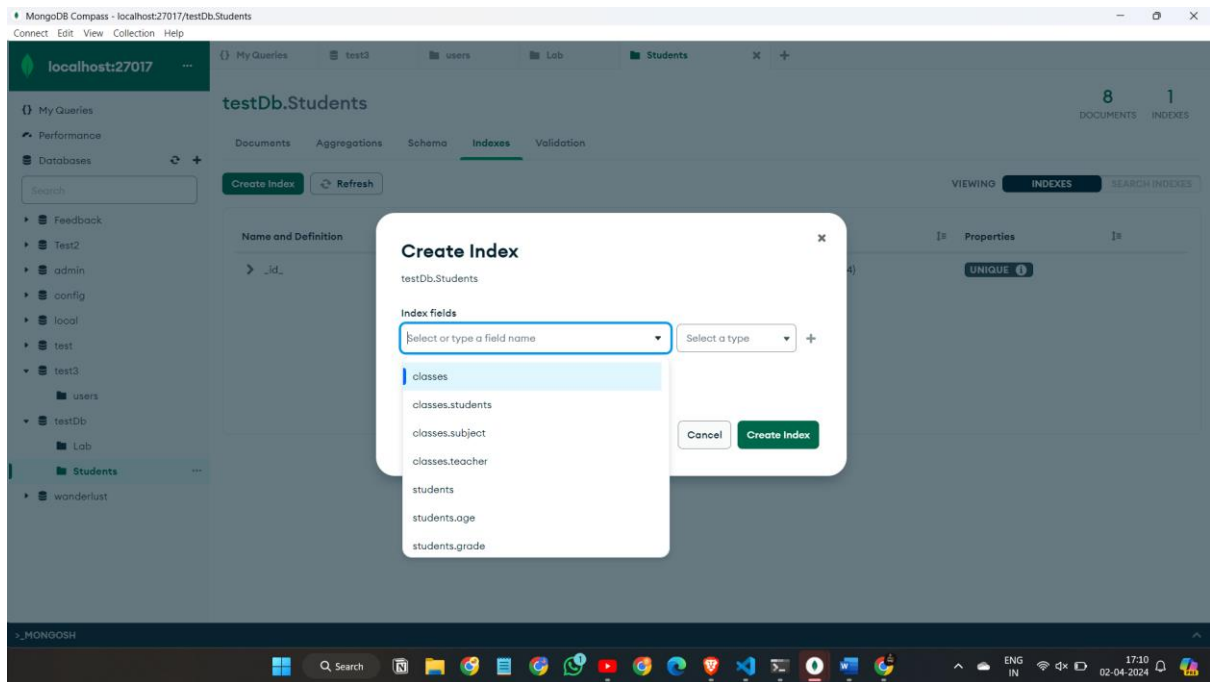 MongoDB Compass - localhost:27017/testDb.Students
Connect Edit View Collection Help
localhost:27017 ...
{} My Queries test3 users Lab Students
{} My Queries
Performance
Databases
Search
Feedback
Test2
admin
config
local
test
test3
users
testDb
Lab
Students ...
wanderlust
testDb.Students
8 DOCUMENTS 1 INDEXES
Documents Aggregations Schema Indexes Validation
Create Index Refresh VIEWING INDEXES SEARCH INDEXES
Name and Definition Properties
_id_ UNIQUE
Create Index
testDb.Students
Index fields
Select or type a field name Select a type +
classes
classes.students
classes.subject
classes.teacher
students
students.age
students.grade
Cancel Create Index
>_MONGOSH
Search
ENG
IN
17:10
02-04-2024